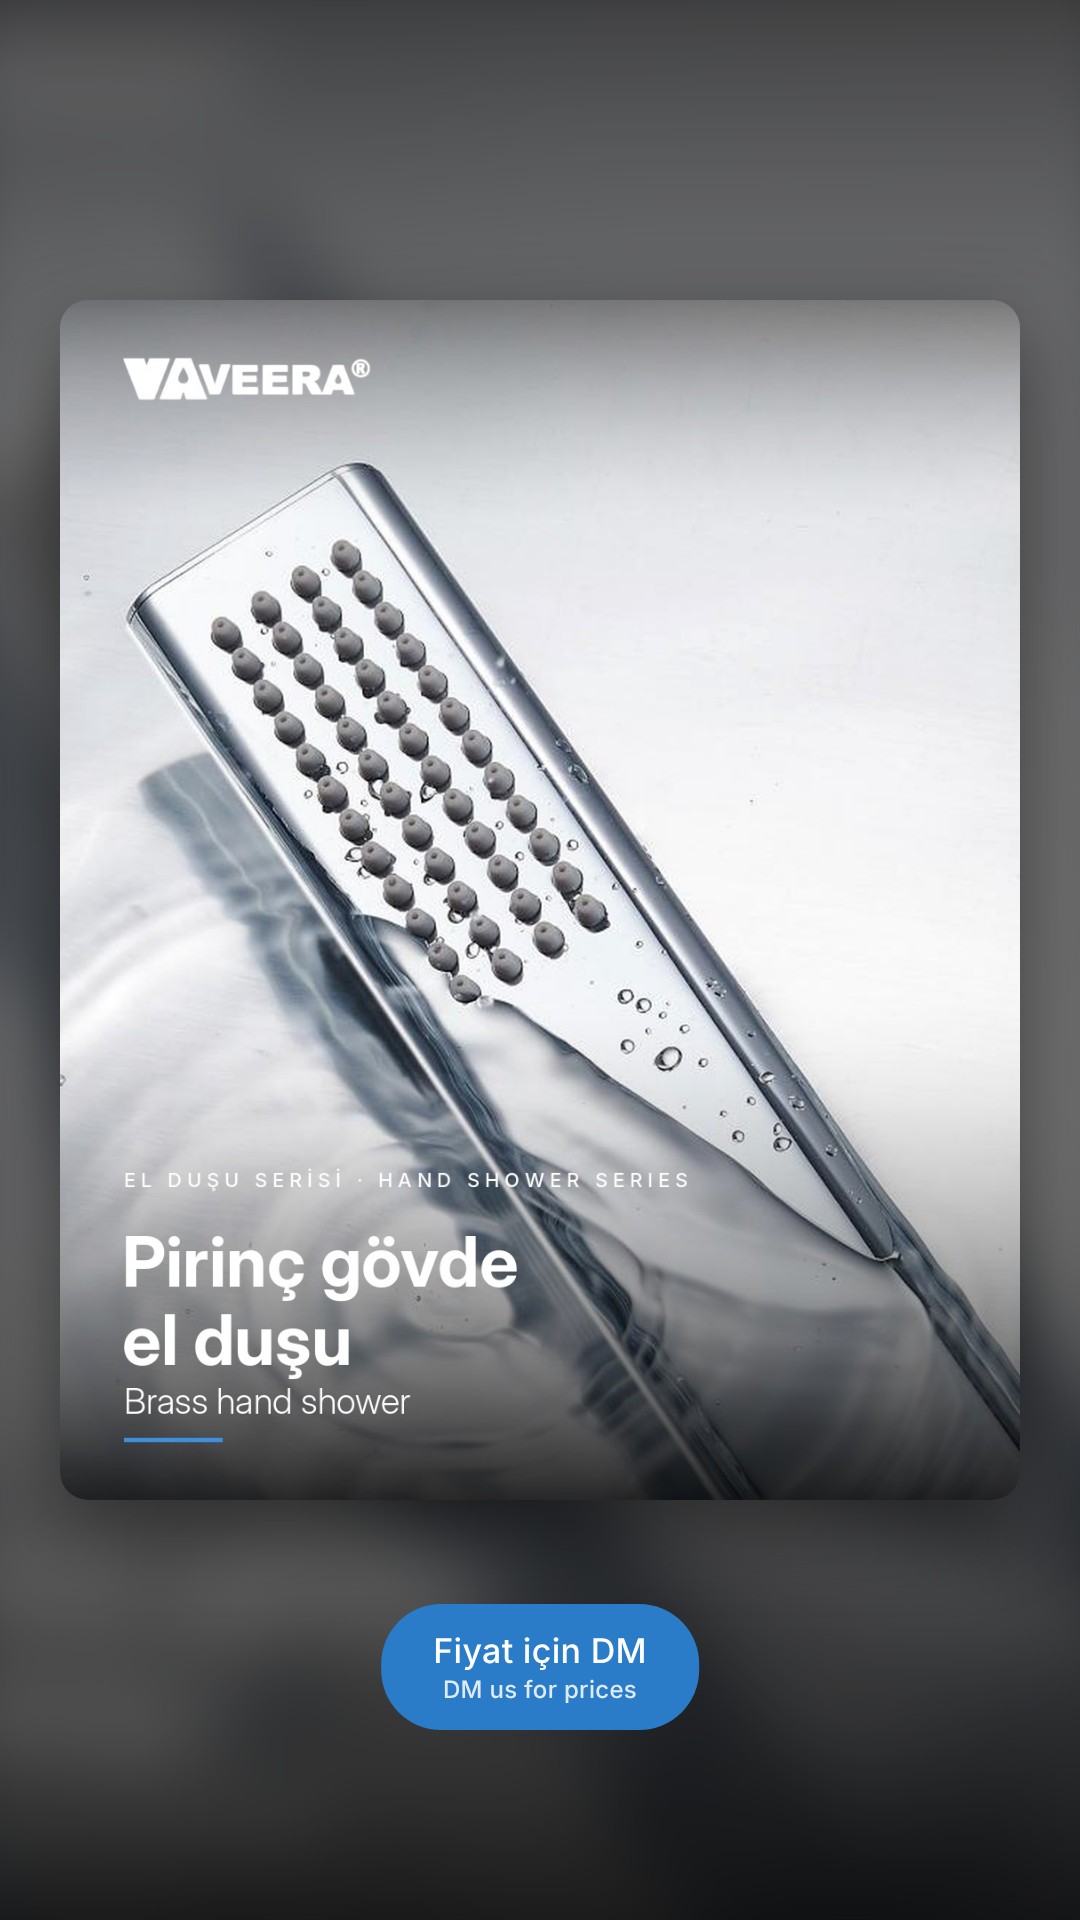 VAVEERA®
EL DUŞU SERİSİ · HAND SHOWER SERIES
Pirinç gövde
el duşu
Brass hand shower
Fiyat için DM
DM us for prices